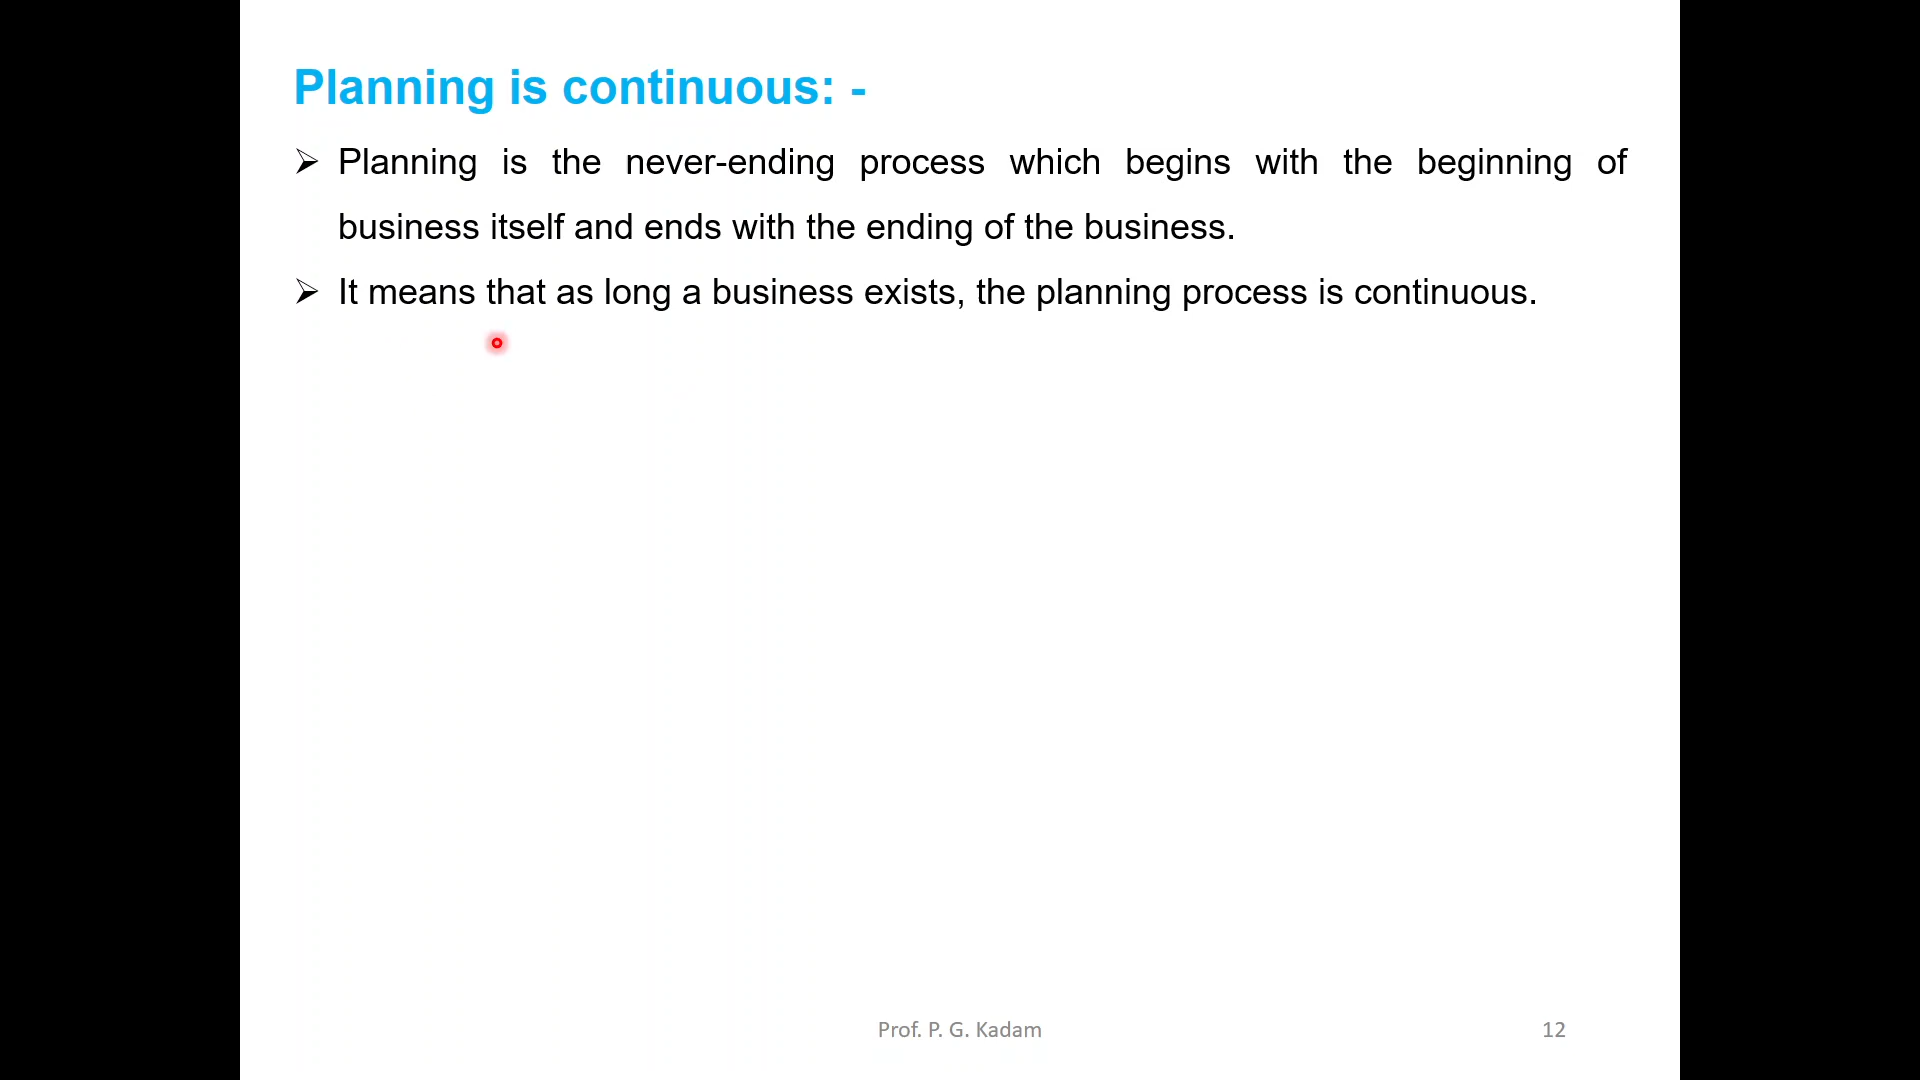 Planning is continuous: -
➢ Planning is the never-ending process which begins with the beginning of
business itself and ends with the ending of the business.
➢ It means that as long a business exists, the planning process is continuous.
Prof. P. G. Kadam
12